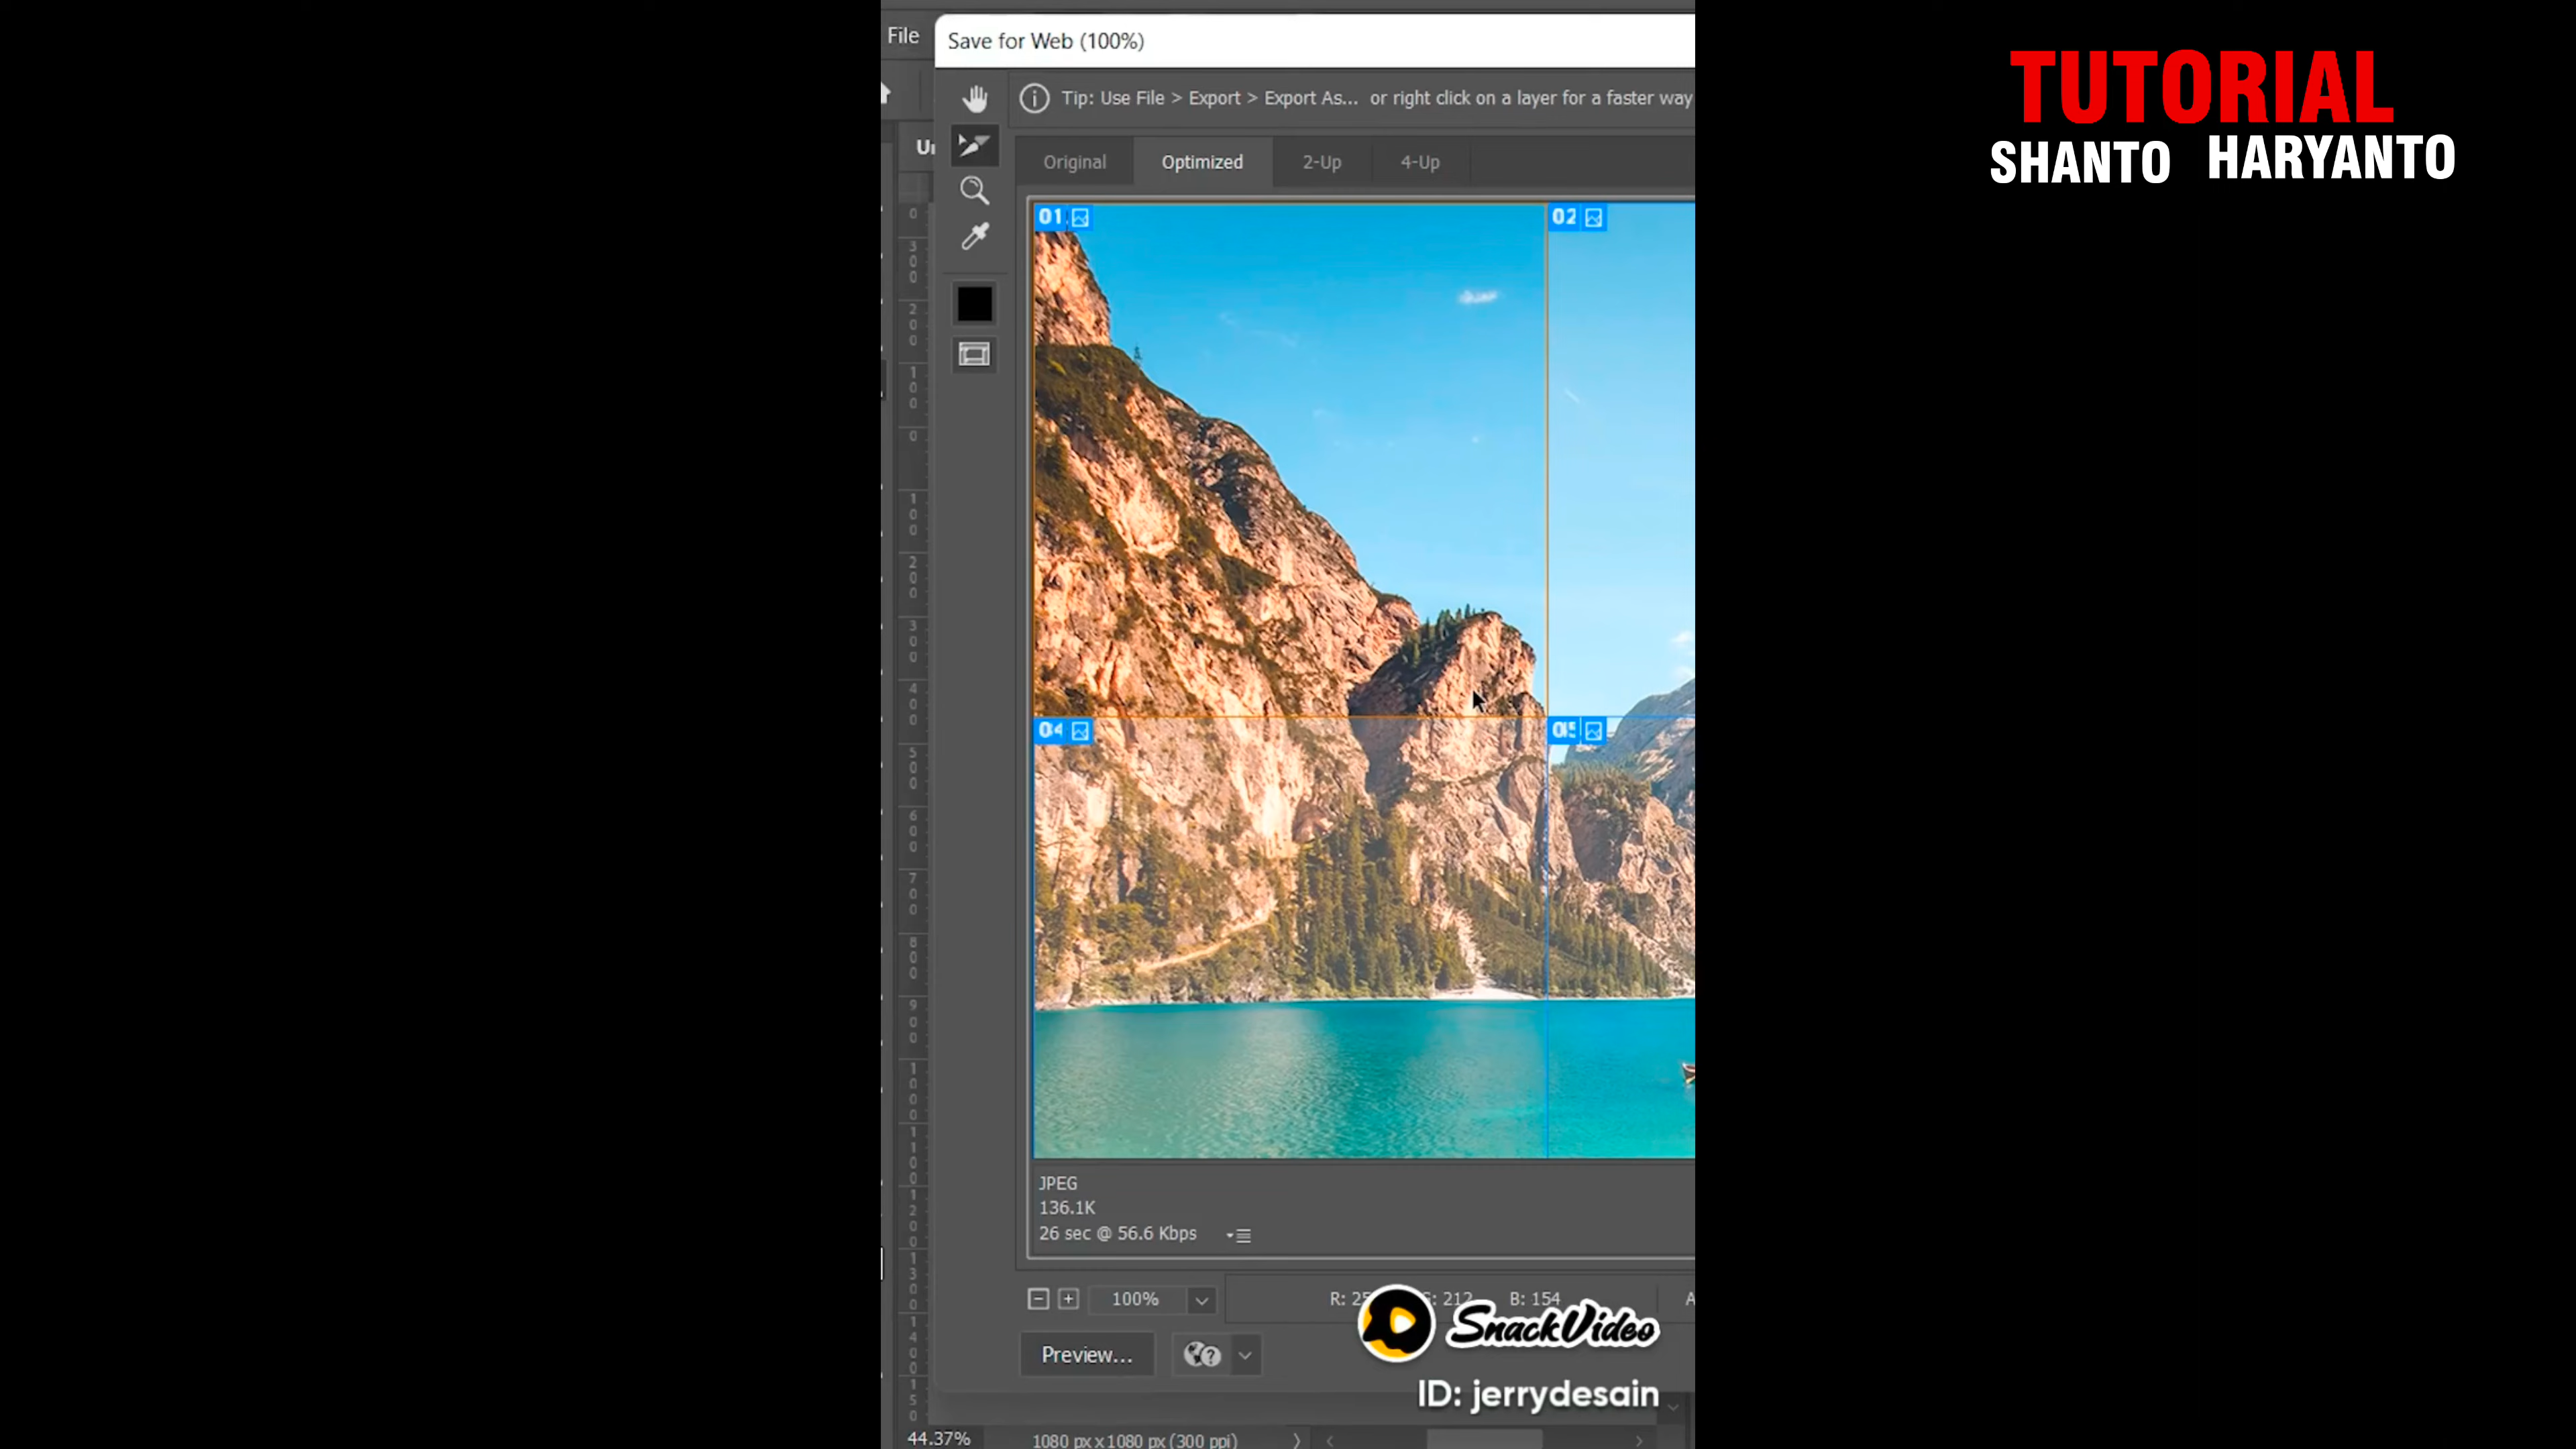 TUTORIAL
SHANTO HARYANTO
File
Save for Web (100%)
Tip: Use File > Export > Export As... or right click on a layer for a faster way
Original
Optimized
2-Up
4-Up
01
02
04
05
JPEG
136.1K
26 sec @ 56.6 Kbps
100%
B: 154
Preview...
SnackVideo
ID: jerrydesain
44.37%
1080 px x 1080 px (300 ppi)